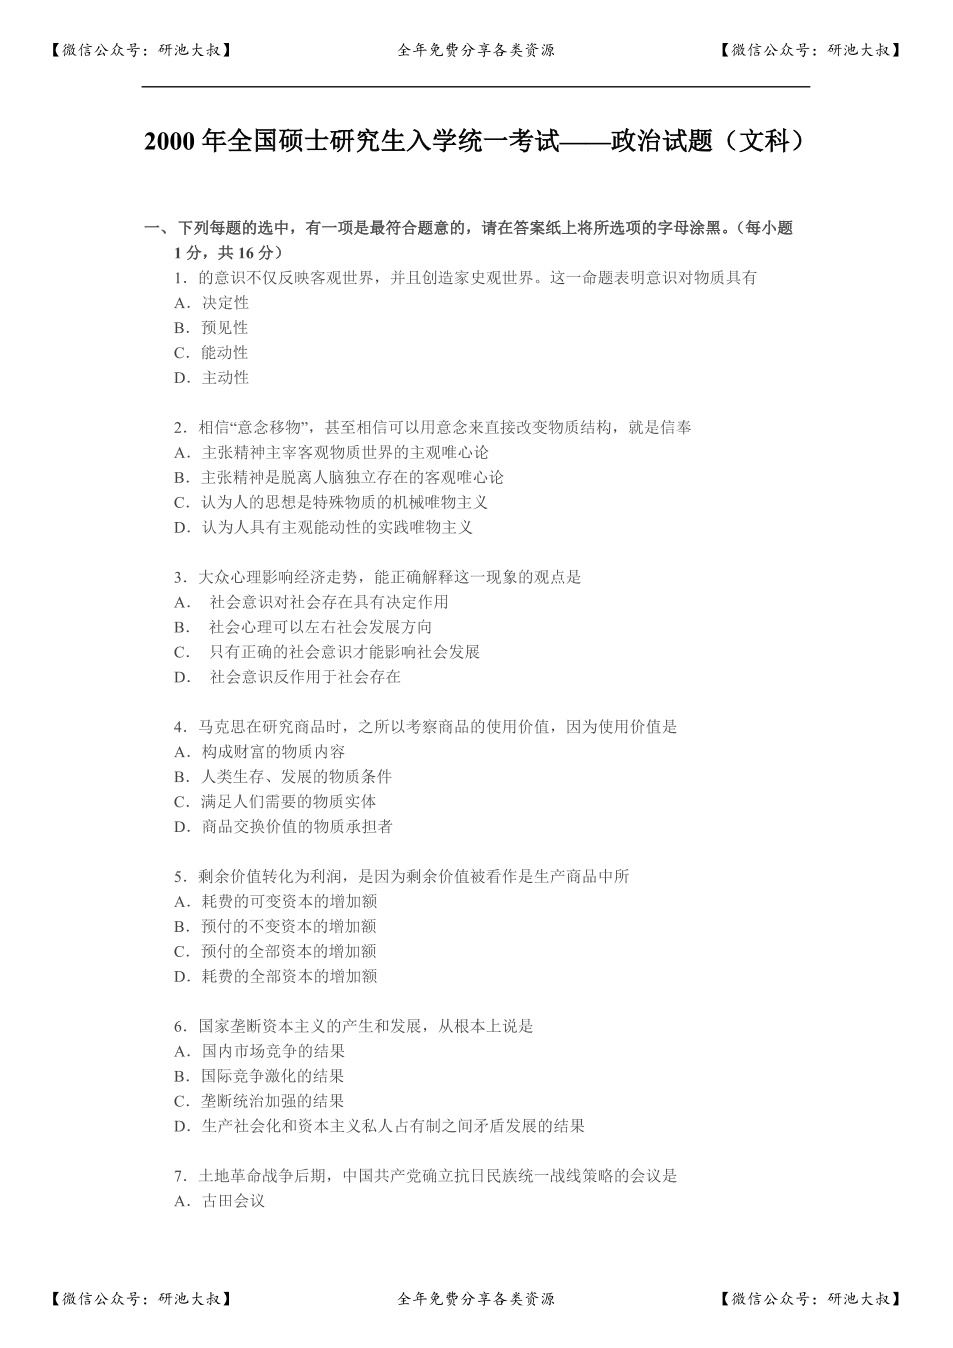 【微信公众号：研池大叔】 全年免费分享各类资源 【微信公众号：研池大叔】
2000 年全国硕士研究生入学统一考试——政治试题（文科）
一、下列每题的选中，有一项是最符合题意的，请在答案纸上将所选项的字母涂黑。（每小题
1 分，共 16 分）
1．的意识不仅反映客观世界，并且创造家史观世界。这一命题表明意识对物质具有
A．决定性
B．预见性
C．能动性
D．主动性
2．相信“意念移物”，甚至相信可以用意念来直接改变物质结构，就是信奉
A．主张精神主宰客观物质世界的主观唯心论
B．主张精神是脱离人脑独立存在的客观唯心论
C．认为人的思想是特殊物质的机械唯物主义
D．认为人具有主观能动性的实践唯物主义
3．大众心理影响经济走势，能正确解释这一现象的观点是
A． 社会意识对社会存在具有决定作用
B． 社会心理可以左右社会发展方向
C． 只有正确的社会意识才能影响社会发展
D． 社会意识反作用于社会存在
4．马克思在研究商品时，之所以考察商品的使用价值，因为使用价值是
A．构成财富的物质内容
B．人类生存、发展的物质条件
C．满足人们需要的物质实体
D．商品交换价值的物质承担者
5．剩余价值转化为利润，是因为剩余价值被看作是生产商品中所
A．耗费的可变资本的增加额
B．预付的不变资本的增加额
C．预付的全部资本的增加额
D．耗费的全部资本的增加额
6．国家垄断资本主义的产生和发展，从根本上说是
A．国内市场竞争的结果
B．国际竞争激化的结果
C．垄断统治加强的结果
D．生产社会化和资本主义私人占有制之间矛盾发展的结果
7．土地革命战争后期，中国共产党确立抗日民族统一战线策略的会议是
A．古田会议
【微信公众号：研池大叔】 全年免费分享各类资源 【微信公众号：研池大叔】